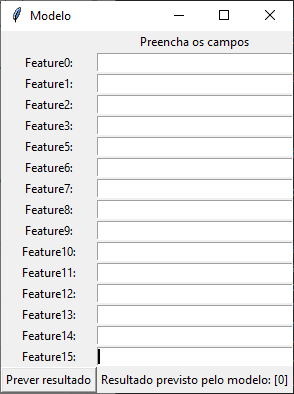 Modelo
Preencha os campos
Feature0:
Feature1:
Feature2:
Feature3:
Feature5:
Feature6:
Feature7:
Feature8:
Feature9:
Feature10:
Feature11:
Feature12:
Feature13:
Feature14:
Feature15:
Prever resultado Resultado previsto pelo modelo: [0]